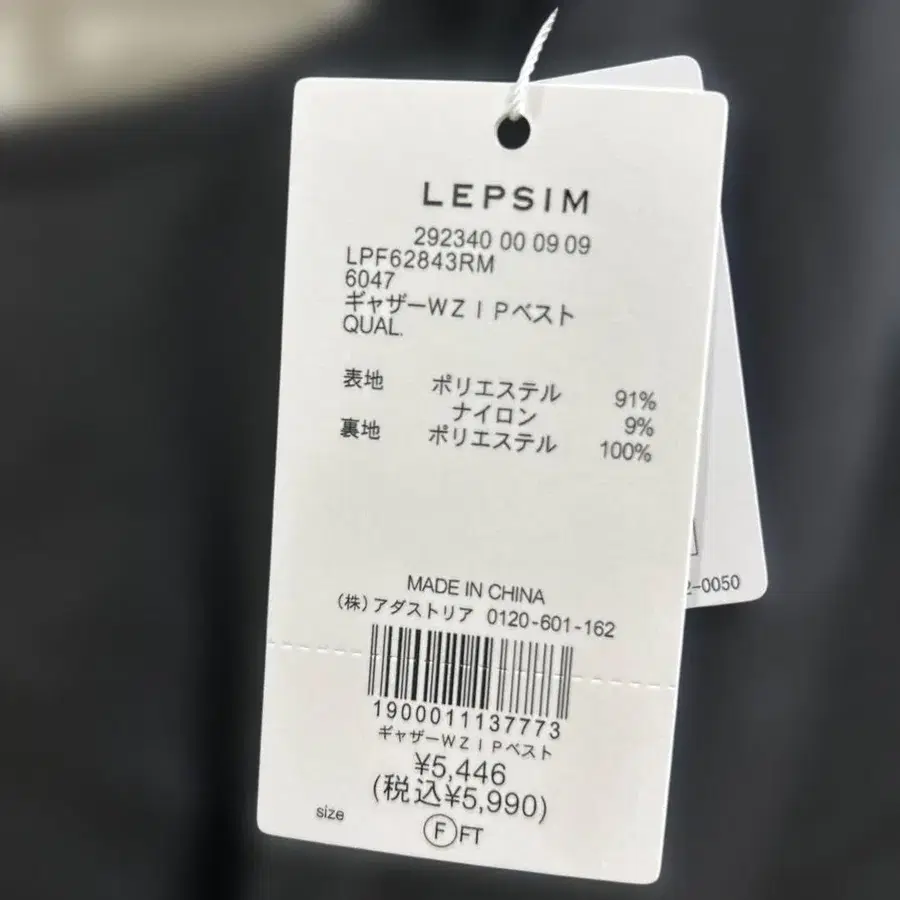 LEPSIM
292340 00 09 09
LPF62843RM
6047
ギャザーWZIPベスト
QUAL.
表地 ポリエステル 91%
ナイロン 9%
裏地 ポリエステル 100%
MADE IN CHINA
(株)アダストリア 0120-601-162
1900011137773
ギャザーWZIPベスト
¥5,446
(税込¥5,990)
size Ⓕ FT
2-0050